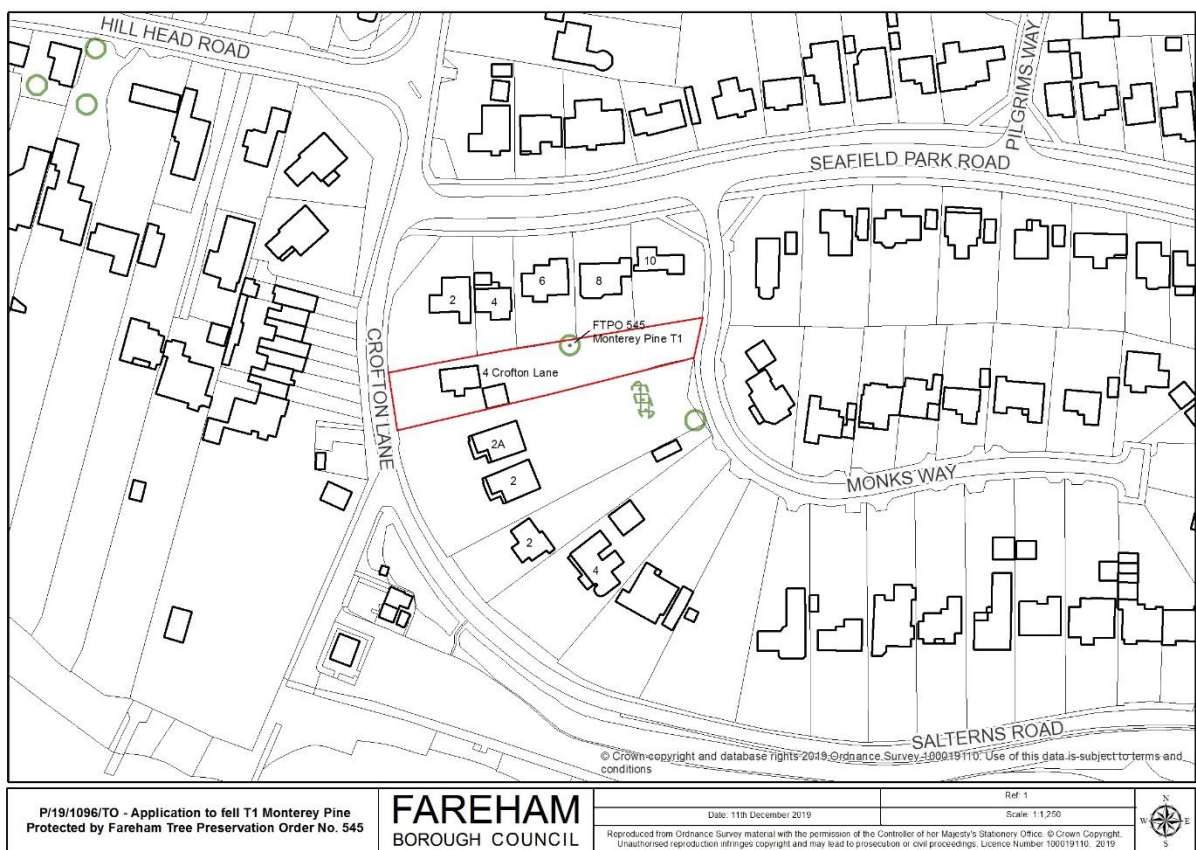 HILL HEAD ROAD
PILGRIMS WAY
SEAFIELD PARK ROAD
10
6
8
2
4
FTPO 545
Monterey Pine T1
CROFTON LANE
4 Crofton Lane
2A
2
MONKS WAY
2
4
SALTERNS ROAD
© Crown copyright and database rights 2019 Ordnance Survey 100019110. Use of this data is subject to terms and
conditions
P/19/1096/TO - Application to fell T1 Monterey Pine
Protected by Fareham Tree Preservation Order No. 545
FAREHAM
BOROUGH COUNCIL
Ref: 1
Date: 11th December 2019
Scale: 1:1,250
Reproduced from Ordnance Survey material with the permission of the Controller of her Majesty's Stationery Office. © Crown Copyright.
Unauthorised reproduction infringes copyright and may lead to prosecution or civil proceedings. Licence Number 100019110. 2019
N
W
E
S